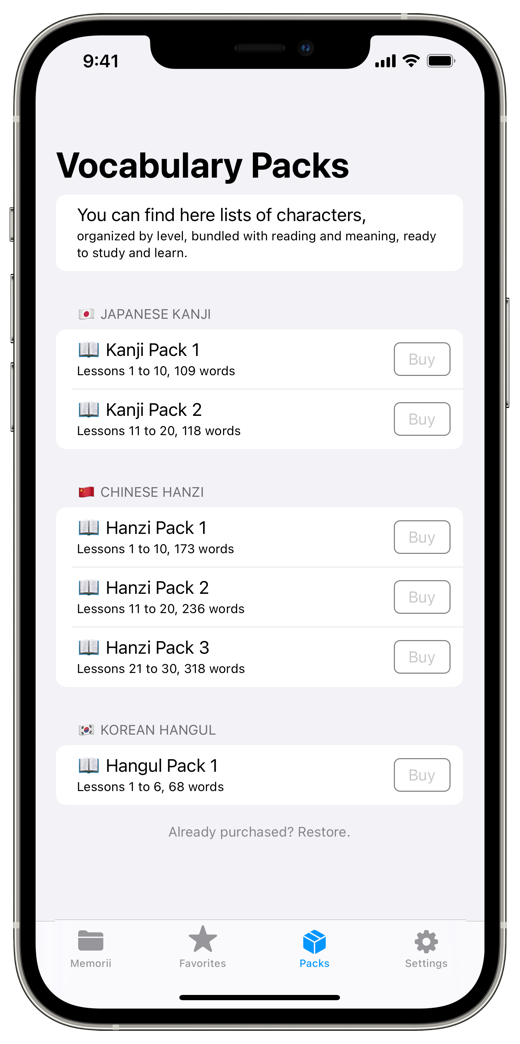 9:41
Vocabulary Packs
You can find here lists of characters,
organized by level, bundled with reading and meaning, ready
to study and learn.
🇯🇵 JAPANESE KANJI
📖 Kanji Pack 1
Lessons 1 to 10, 109 words
Buy
📖 Kanji Pack 2
Lessons 11 to 20, 118 words
Buy
🇨🇳 CHINESE HANZI
📖 Hanzi Pack 1
Lessons 1 to 10, 173 words
Buy
📖 Hanzi Pack 2
Lessons 11 to 20, 236 words
Buy
📖 Hanzi Pack 3
Lessons 21 to 30, 318 words
Buy
🇰🇷 KOREAN HANGUL
📖 Hangul Pack 1
Lessons 1 to 6, 68 words
Buy
Already purchased? Restore.
Memorii
Favorites
Packs
Settings